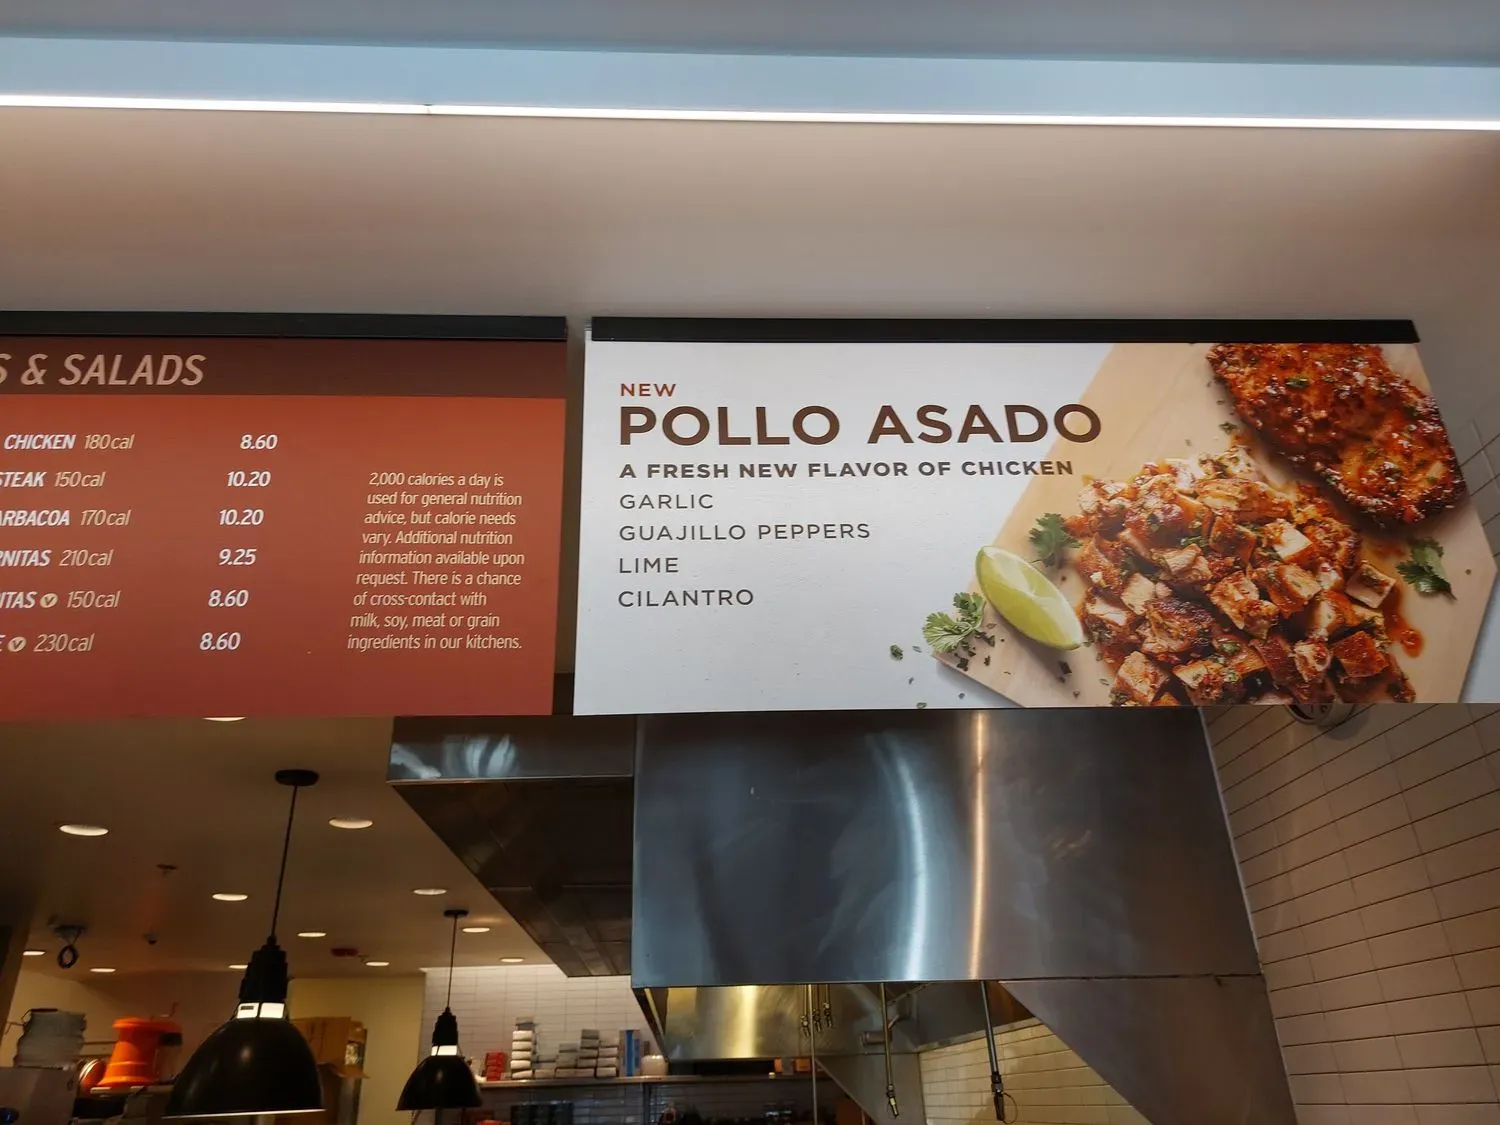 & SALADS
CHICKEN 180cal 8.60
STEAK 150cal 10.20
ARBACOA 170cal 10.20
NITAS 210cal 9.25
ITAS 150cal 8.60
E 230cal 8.60
2,000 calories a day is
used for general nutrition
advice, but calorie needs
vary. Additional nutrition
information available upon
request. There is a chance
of cross-contact with
milk, soy, meat or grain
ingredients in our kitchens.
NEW
POLLO ASADO
A FRESH NEW FLAVOR OF CHICKEN
GARLIC
GUAJILLO PEPPERS
LIME
CILANTRO